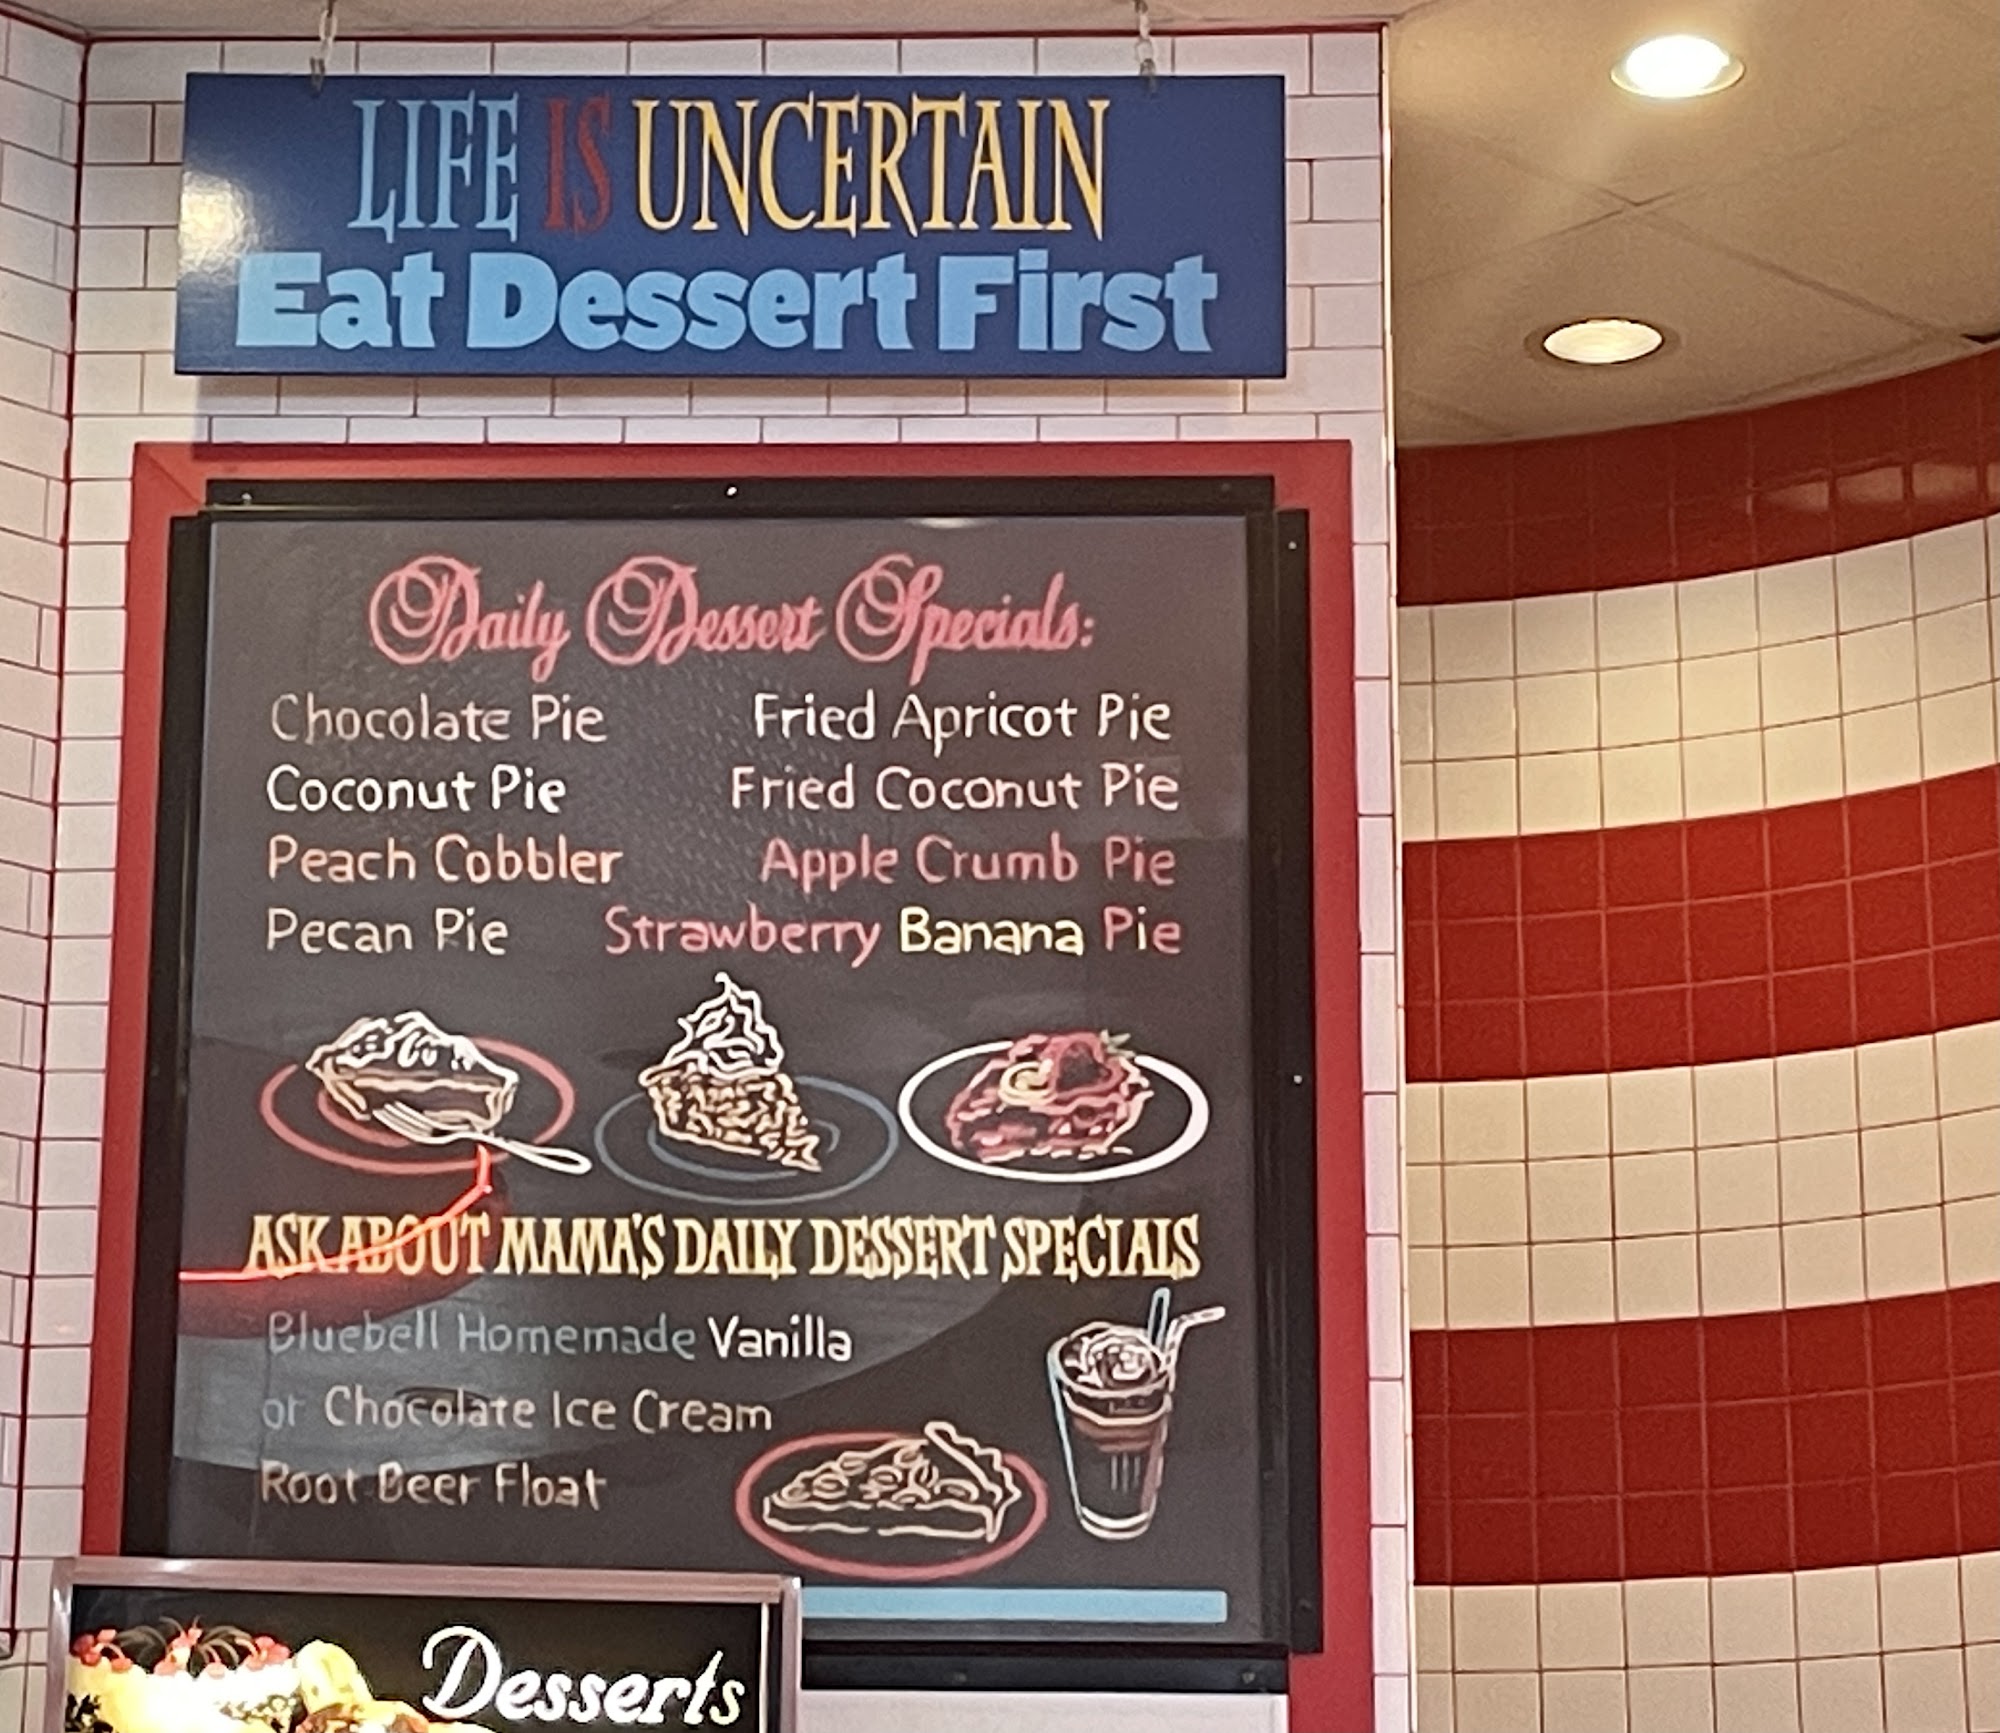 LIFE IS UNCERTAIN
Eat Dessert First
Daily Dessert Specials:
Chocolate Pie
Coconut Pie
Peach Cobbler
Pecan Pie
Fried Apricot Pie
Fried Coconut Pie
Apple Crumb Pie
Strawberry Banana Pie
ASK ABOUT MAMA'S DAILY DESSERT SPECIALS
Bluebell Homemade Vanilla
or Chocolate Ice Cream
Root Beer Float
Desserts